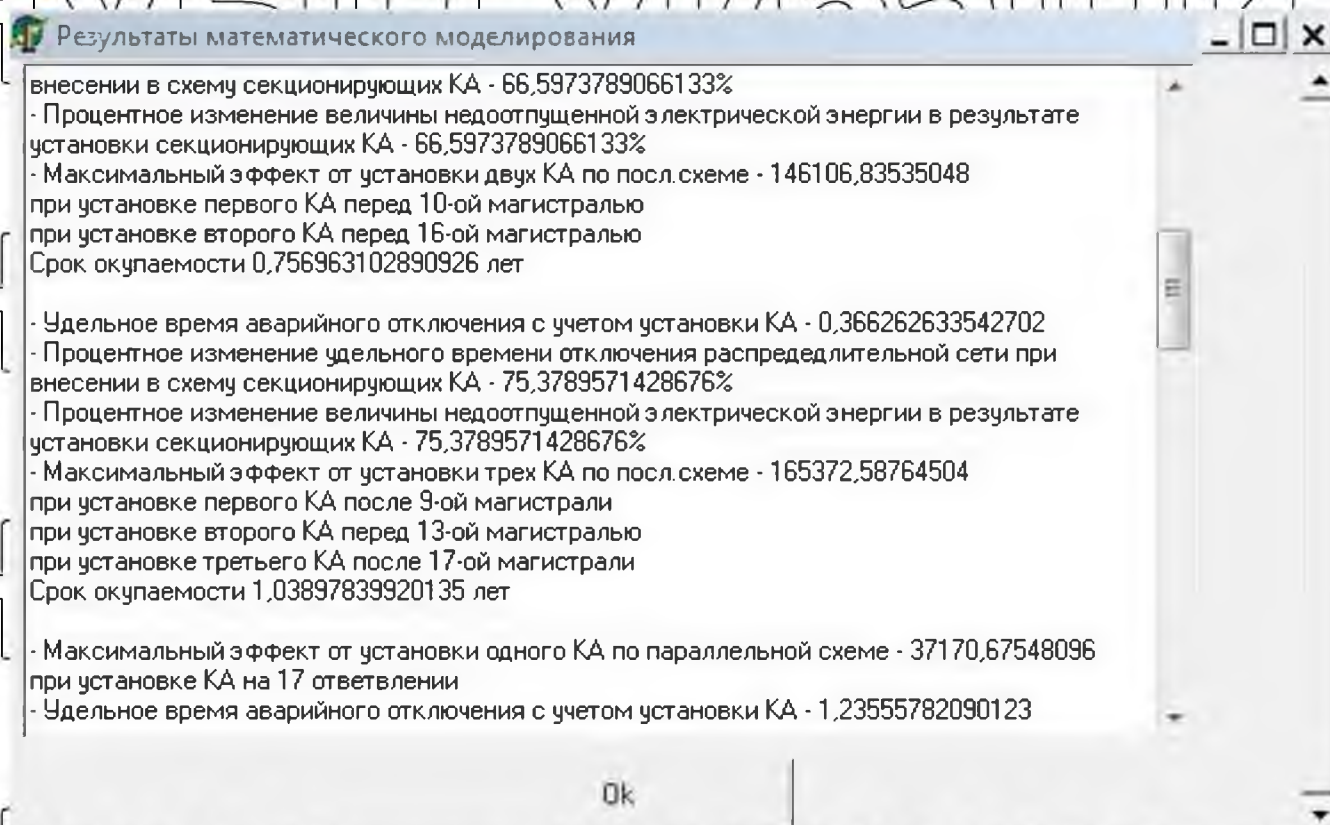 Результаты математического моделирования
внесении в схему секционирующих КА - 66,5973789066133%
- Процентное изменение величины недоотпущенной электрической энергии в результате
установки секционирующих КА - 66,5973789066133%
- Максимальный эффект от установки двух КА по посл.схеме - 146106,83535048
при установке первого КА перед 10-ой магистралью
при установке второго КА перед 16-ой магистралью
Срок окупаемости 0,756963102890926 лет
- Удельное время аварийного отключения с учетом установки КА - 0,366262633542702
- Процентное изменение удельного времени отключения распредедлительной сети при
внесении в схему секционирующих КА - 75,3789571428676%
- Процентное изменение величины недоотпущенной электрической энергии в результате
установки секционирующих КА - 75,3789571428676%
- Максимальный эффект от установки трех КА по посл.схеме - 165372,58764504
при установке первого КА после 9-ой магистрали
при установке второго КА перед 13-ой магистралью
при установке третьего КА после 17-ой магистрали
Срок окупаемости 1,03897839920135 лет
- Максимальный эффект от установки одного КА по параллельной схеме - 37170,67548096
при установке КА на 17 ответвлении
- Удельное время аварийного отключения с учетом установки КА - 1,23555782090123
Ok